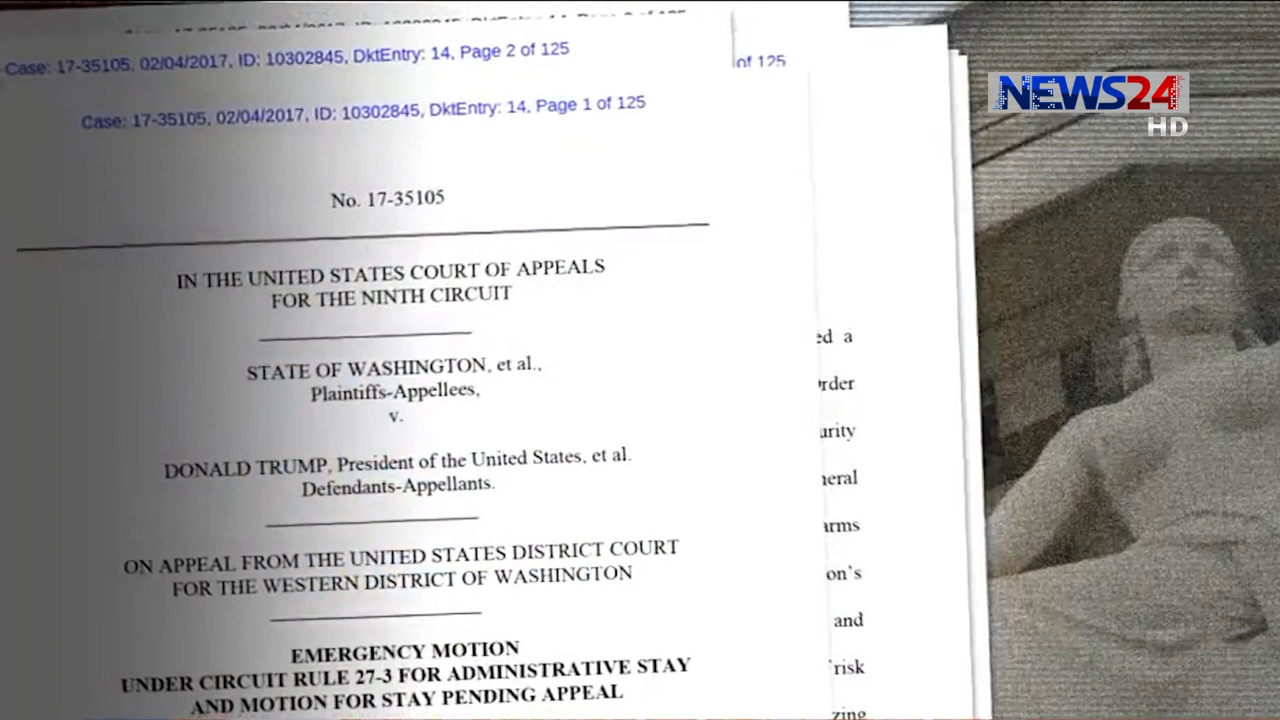 Case: 17-35105, 02/04/2017, ID: 10302845, DktEntry: 14, Page 2 of 125
of 125
Case: 17-35105, 02/04/2017, ID: 10302845, DktEntry: 14, Page 1 of 125
NEWS24
HD
No. 17-35105
IN THE UNITED STATES COURT OF APPEALS
FOR THE NINTH CIRCUIT
STATE OF WASHINGTON, et al.,
Plaintiffs-Appellees,
v.
DONALD TRUMP, President of the United States, et al.
Defendants-Appellants.
ON APPEAL FROM THE UNITED STATES DISTRICT COURT
FOR THE WESTERN DISTRICT OF WASHINGTON
EMERGENCY MOTION
UNDER CIRCUIT RULE 27-3 FOR ADMINISTRATIVE STAY
AND MOTION FOR STAY PENDING APPEAL
ed a
rder
urity
neral
arms
on's
and
risk
zing